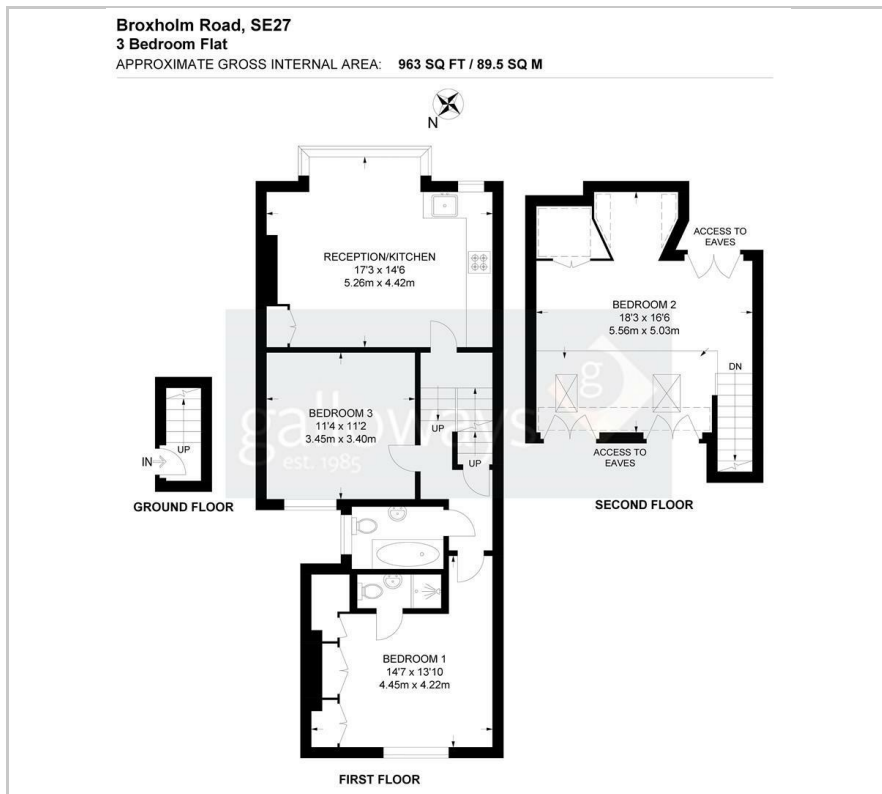 Broxholm Road, SE27
3 Bedroom Flat
APPROXIMATE GROSS INTERNAL AREA: 963 SQ FT / 89.5 SQ M
N
RECEPTION/KITCHEN
17'3 x 14'6
5.26m x 4.42m
ACCESS TO
EAVES
BEDROOM 2
18'3 x 16'6
5.56m x 5.03m
DN
g
galloways
est. 1985
BEDROOM 3
11'4 x 11'2
3.45m x 3.40m
UP
UP
UP
IN
GROUND FLOOR
ACCESS TO
EAVES
SECOND FLOOR
BEDROOM 1
14'7 x 13'10
4.45m x 4.22m
FIRST FLOOR